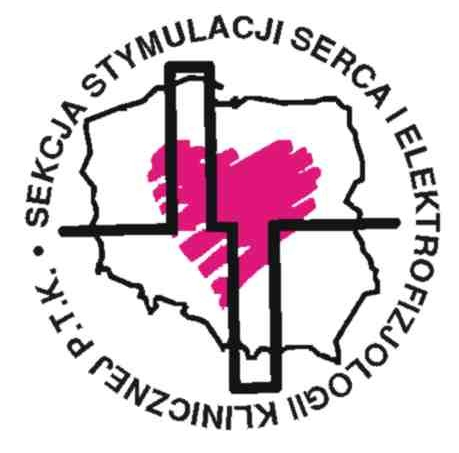 SEKCJA STYMULACJI SERCA I ELEKTROFIZJOLOGII KLINICZNEJ P.T.K. •